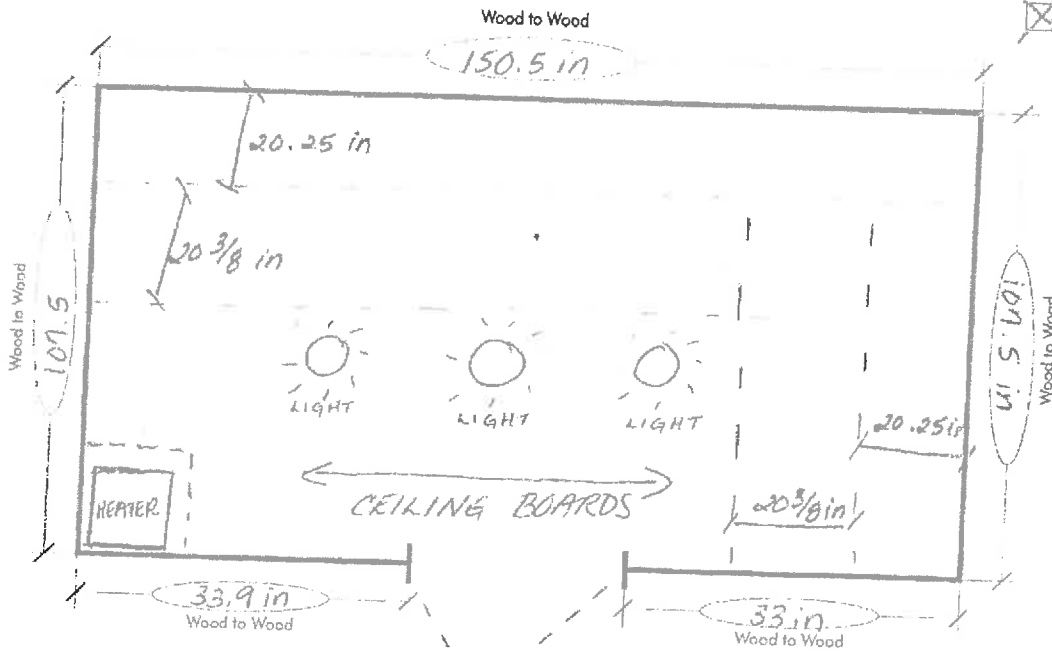 Wood to Wood
150.5 in
20.25 in
20 3/8 in
Wood to Wood
107.5
107.5 in
Wood to Wood
LIGHT
LIGHT
LIGHT
20.25in
HEATER
CEILING BOARDS
20 3/8 in
33.9 in
Wood to Wood
33 in
Wood to Wood